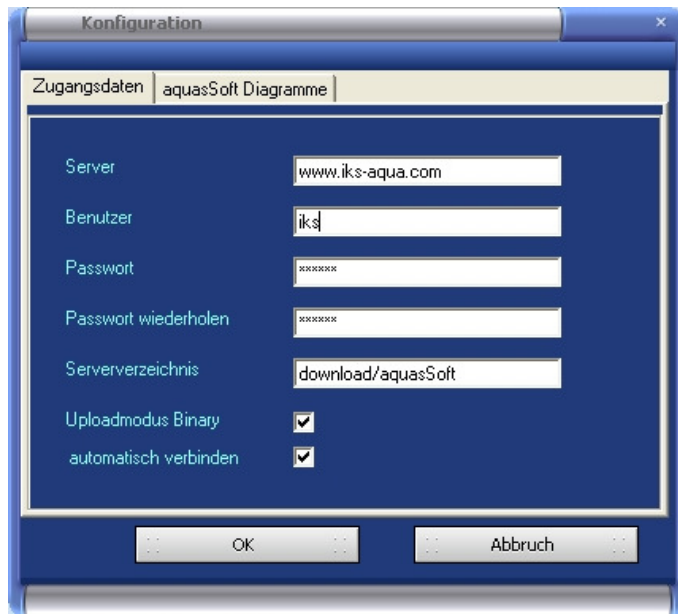 Konfiguration
Zugangsdaten
aquasSoft Diagramme
Server
www.iks-aqua.com
Benutzer
iks
Passwort
××××××
Passwort wiederholen
××××××
Serververzeichnis
download/aquasSoft
Uploadmodus Binary
automatisch verbinden
OK
Abbruch